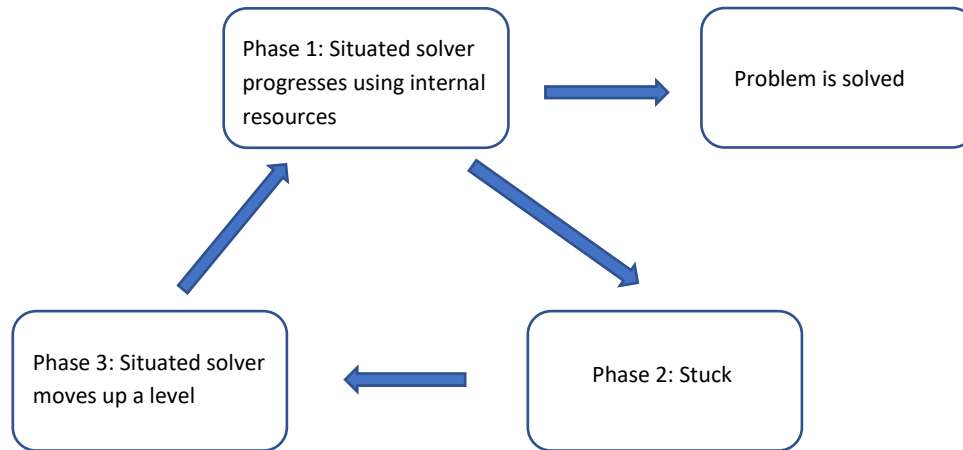 Phase 1: Situated solver
progresses using internal
resources
Problem is solved
Phase 3: Situated solver
moves up a level
Phase 2: Stuck